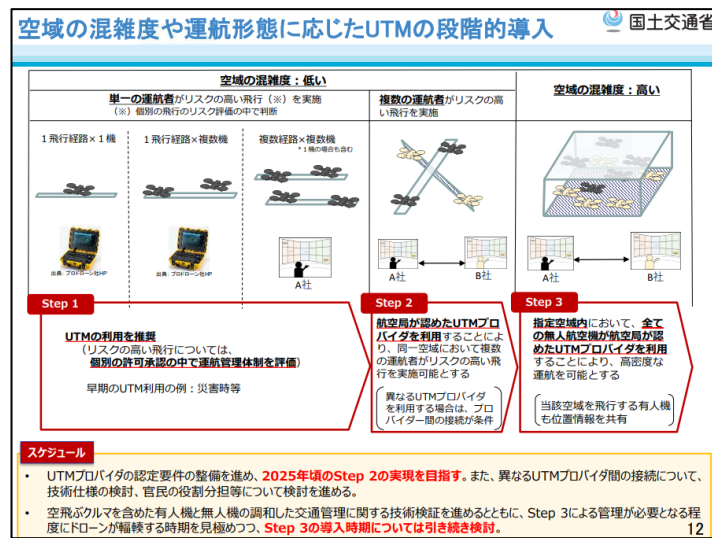 空域の混雑度や運航形態に応じたUTMの段階的導入
国土交通省
空域の混雑度：低い
単一の運航者がリスクの高い飛行（※）を実施
（※）個別の飛行のリスク評価の中で判断
複数の運航者がリスクの高
い飛行を実施
空域の混雑度：高い
1飛行経路×1機
1飛行経路×複数機
複数経路×複数機
*1機の場合も含む
出典：プロドローン社HP
出典：プロドローン社HP
A社
A社
B社
A社
B社
Step 1
UTMの利用を推奨
（リスクの高い飛行については、
個別の許可承認の中で運航管理体制を評価）
早期のUTM利用の例：災害時等
Step 2
航空局が認めたUTMプロ
バイダを利用することによ
り、同一空域において複数
の運航者がリスクの高い飛
行を実施可能とする
異なるUTMプロバイダ
を利用する場合は、プロ
バイダー間の接続が条件
Step 3
指定空域内において、全て
の無人航空機が航空局が認
めたUTMプロバイダを利用
することにより、高密度な
運航を可能とする
当該空域を飛行する有人機
も位置情報を共有
スケジュール
• UTMプロバイダの認定要件の整備を進め、2025年頃のStep 2の実現を目指す。また、異なるUTMプロバイダ間の接続について、
技術仕様の検討、官民の役割分担等について検討を進める。
• 空飛ぶクルマを含めた有人機と無人機の調和した交通管理に関する技術検証を進めるとともに、Step 3による管理が必要となる程
度にドローンが輻輳する時期を見極めつつ、Step 3の導入時期については引き続き検討。
12